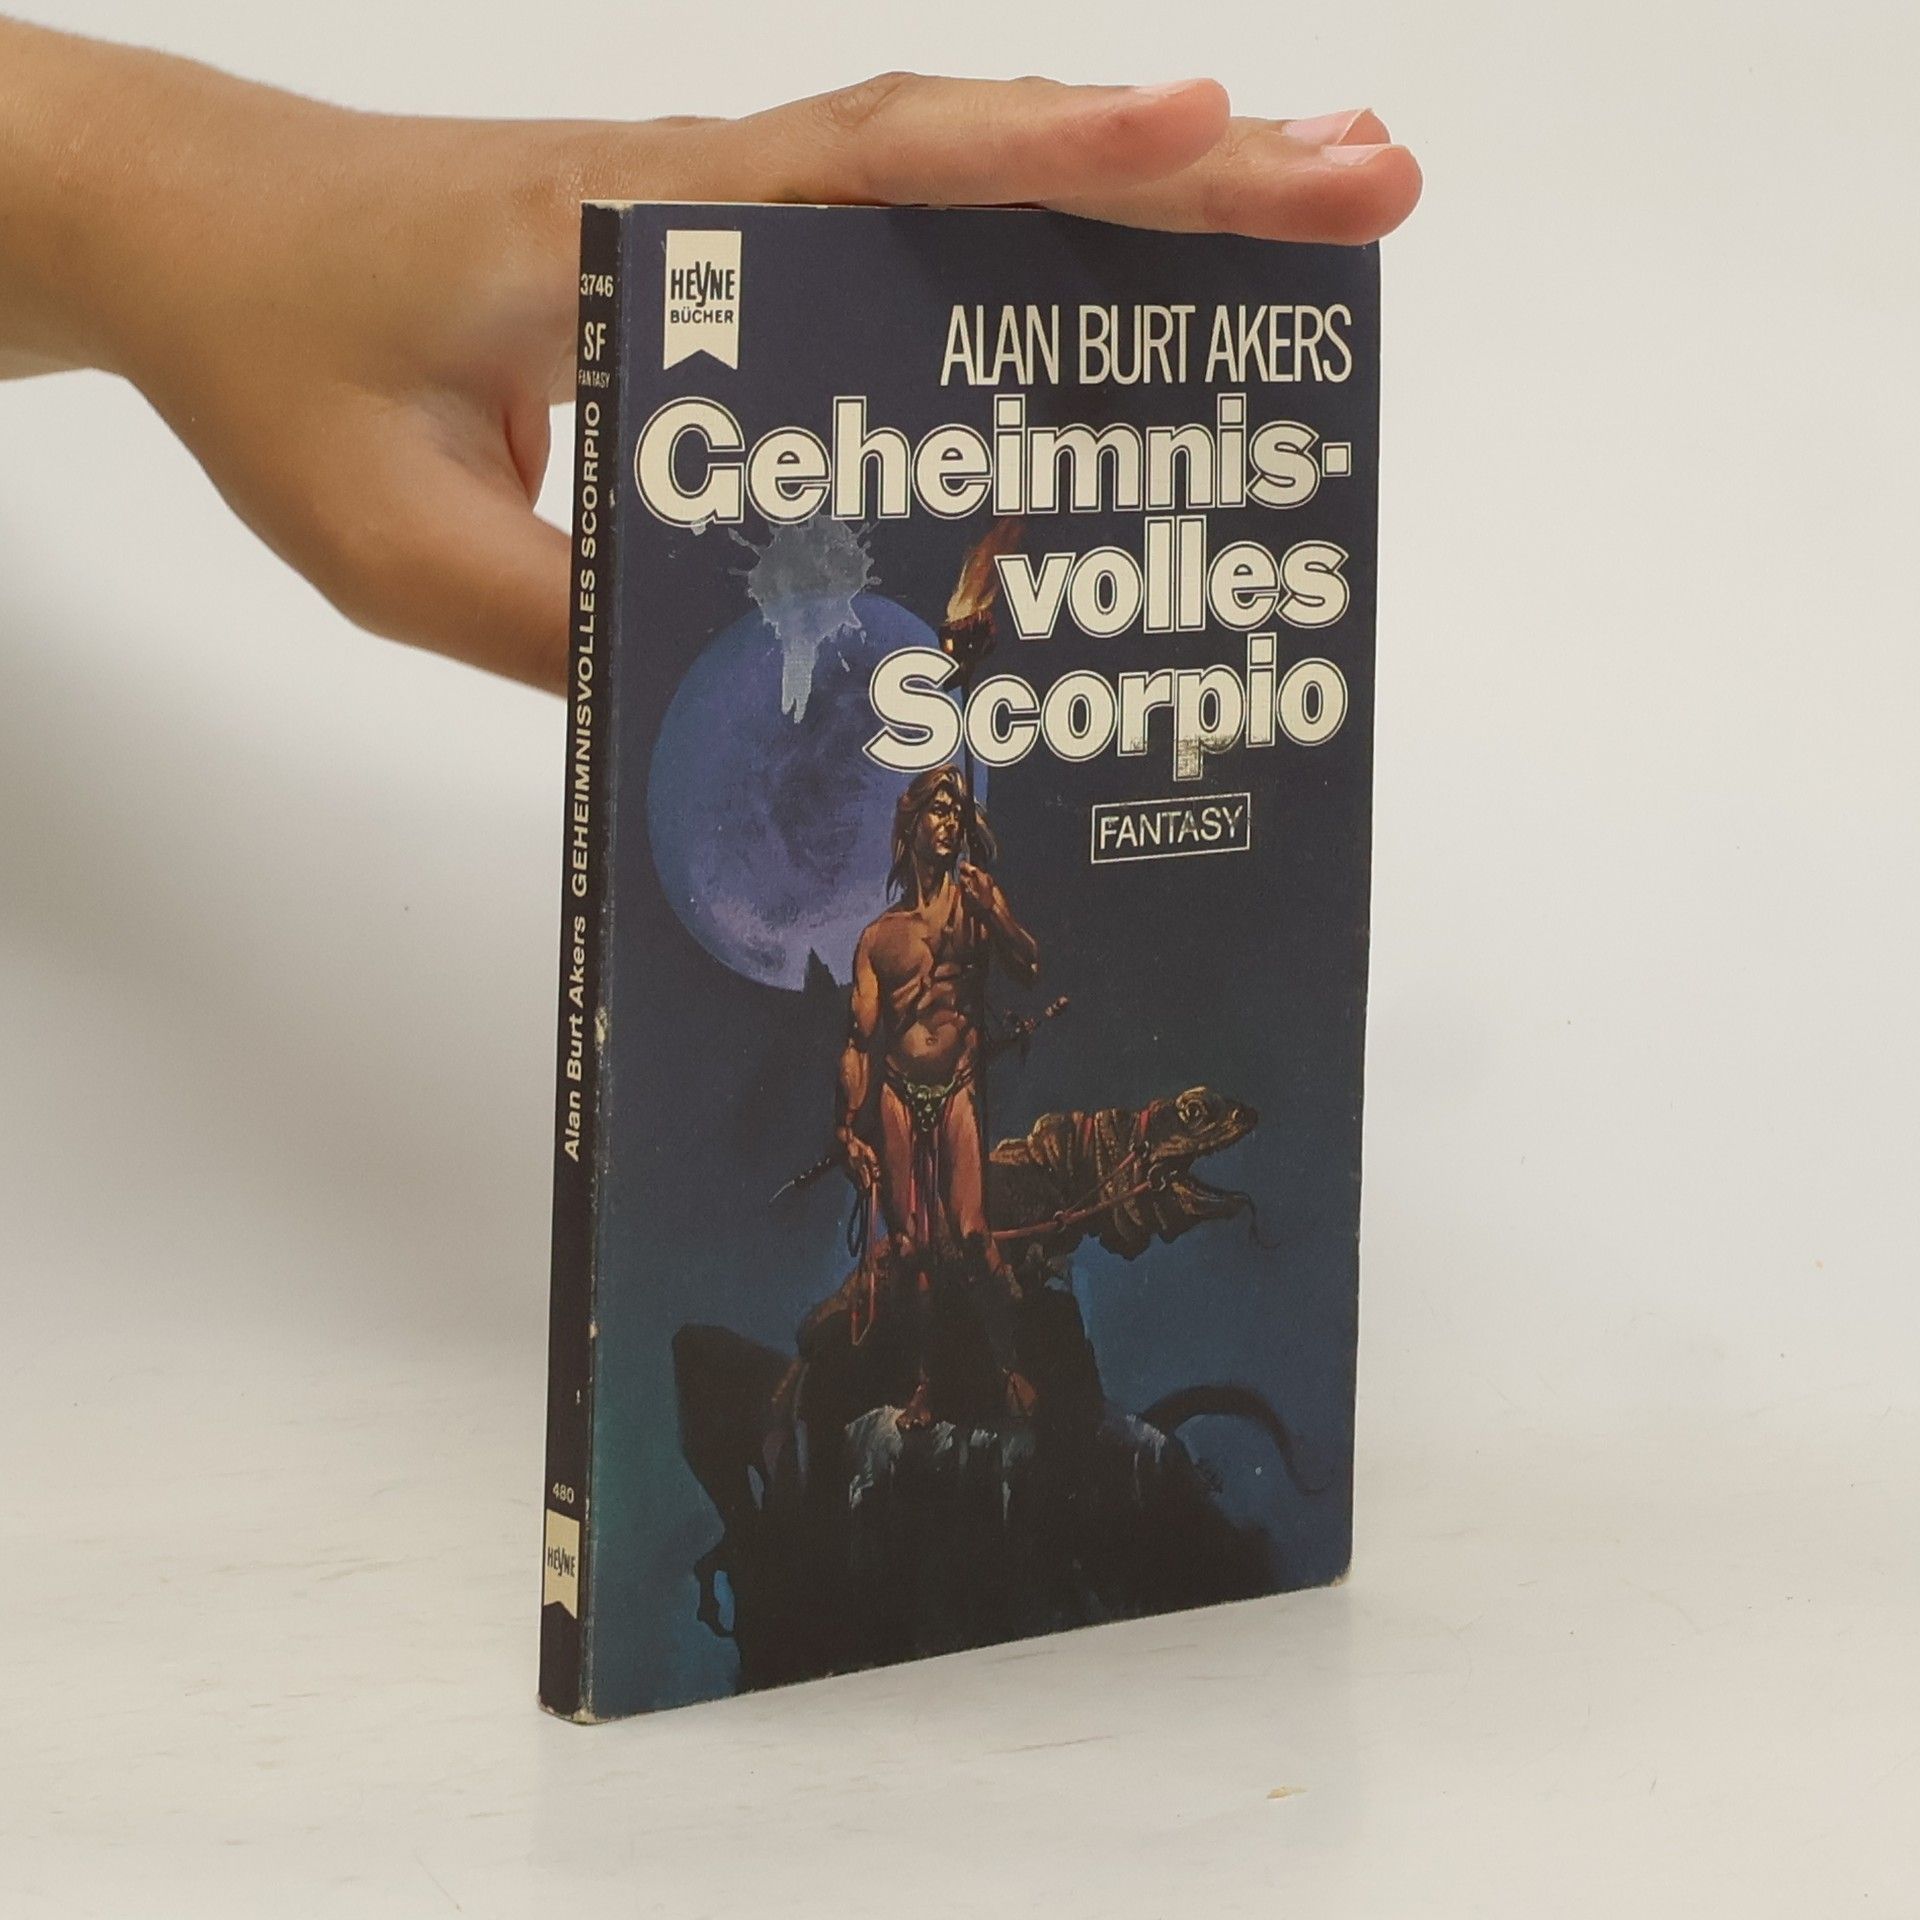 HEYNE
BÜCHER
ALAN BURT AKERS
Geheimnis-
volles
Scorpio
FANTASY
3746
SF
FANTASY
Alan Burt Akers GEHEIMNISVOLLES SCORPIO
480
HEYNE